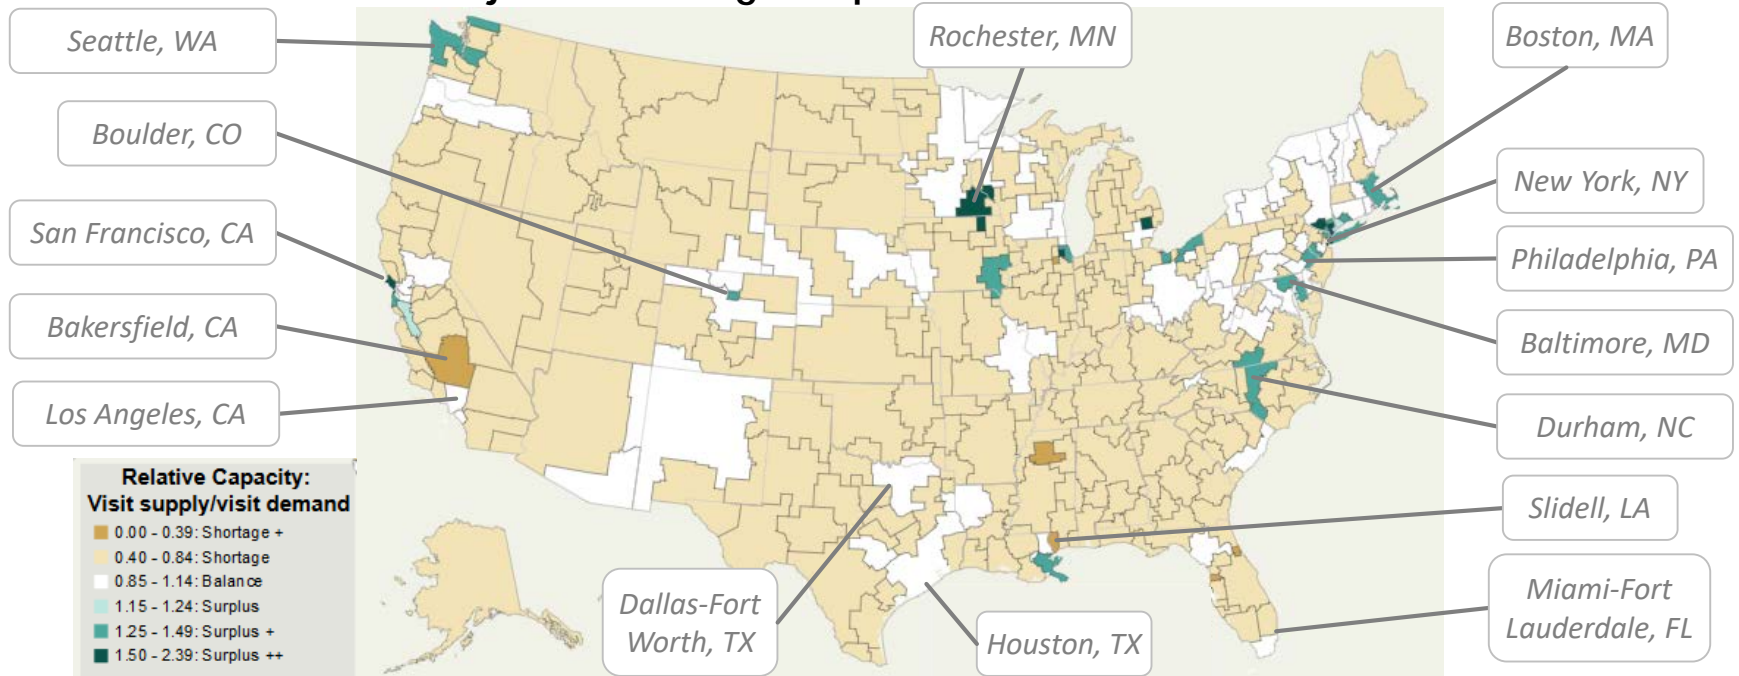 Seattle, WA
Rochester, MN
Boston, MA
Boulder, CO
New York, NY
San Francisco, CA
Philadelphia, PA
Bakersfield, CA
Baltimore, MD
Los Angeles, CA
Durham, NC
Relative Capacity:
Visit supply/visit demand
0.00 - 0.39: Shortage +
0.40 - 0.84: Shortage
0.85 - 1.14: Balance
1.15 - 1.24: Surplus
1.25 - 1.49: Surplus +
1.50 - 2.39: Surplus ++
Slidell, LA
Dallas-Fort
Worth, TX
Houston, TX
Miami-Fort
Lauderdale, FL